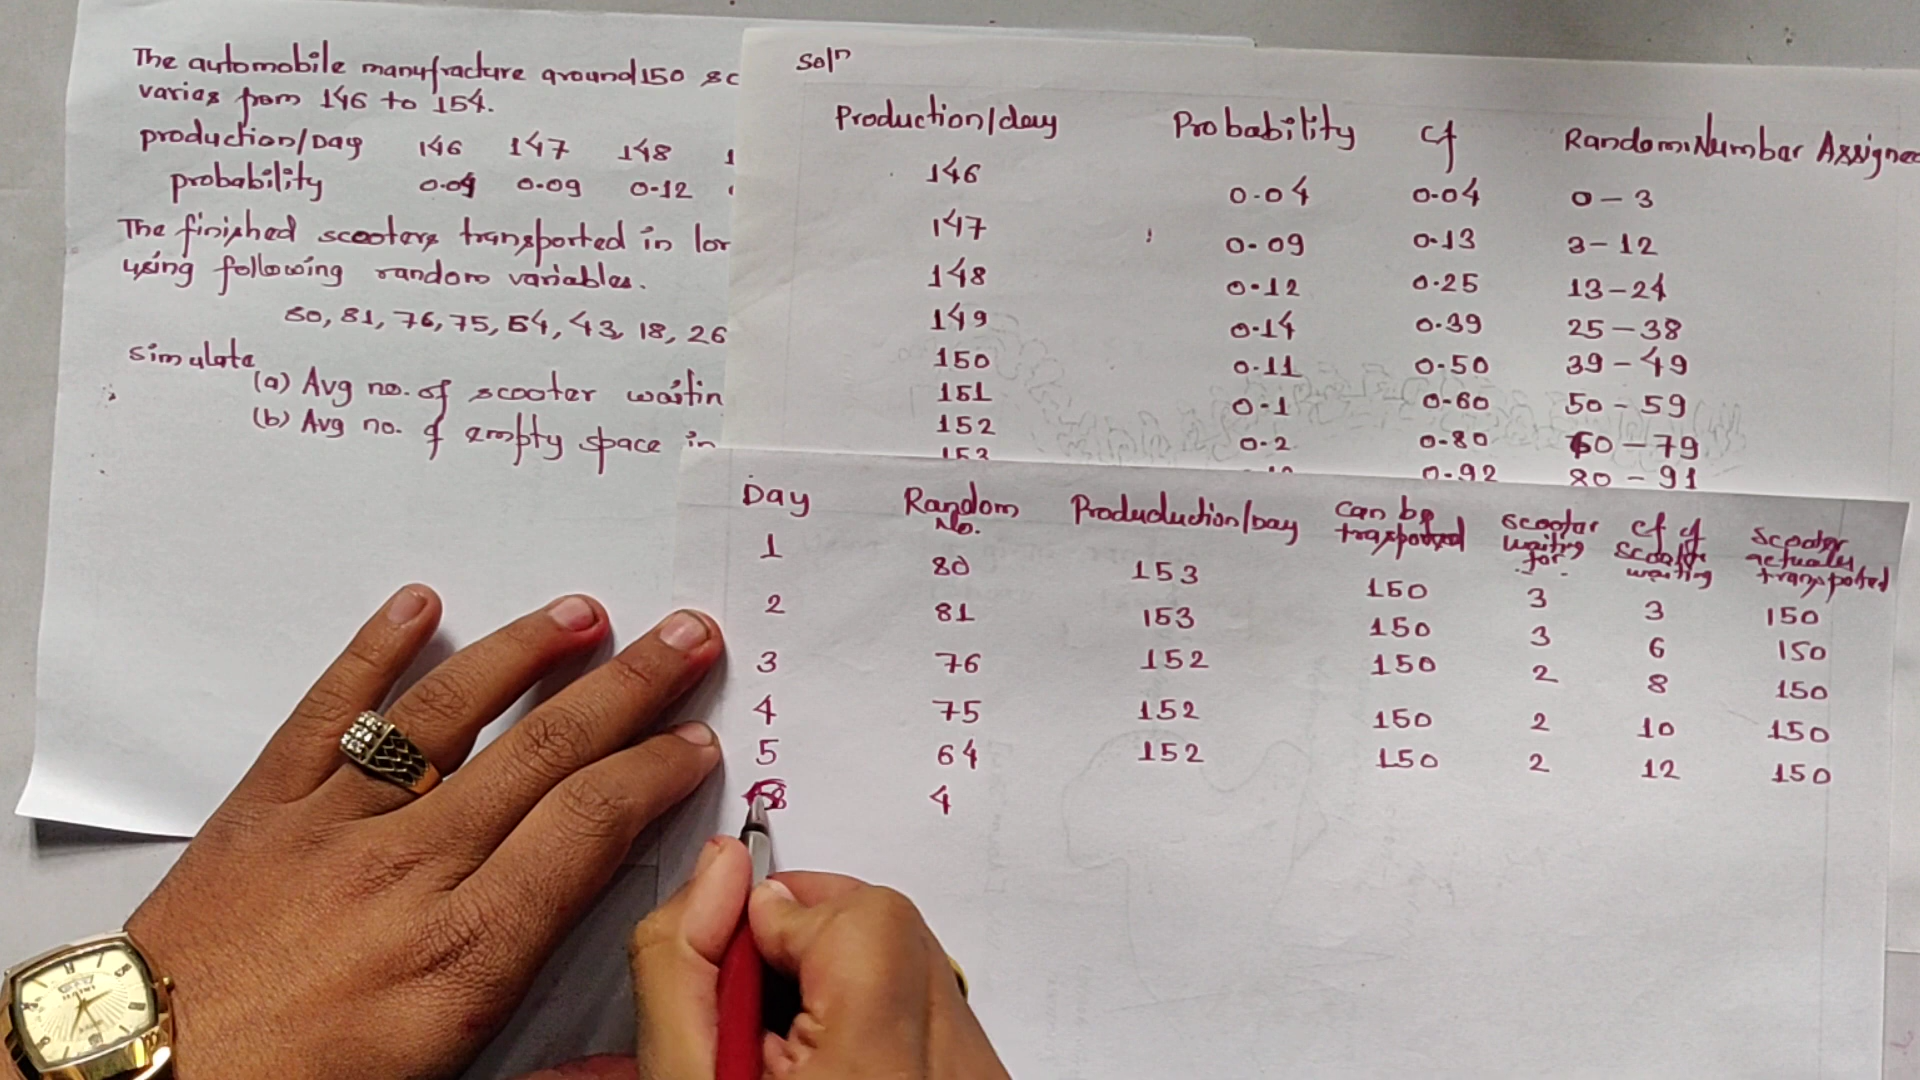 The automobile manufracture around 150 sc
varies from 146 to 154.
production/Day 146 147 148 1
probability 0.04 0.09 0.12
The finished scooters transported in lor
using following random variables.
80, 81, 76, 75, 64, 43, 18, 26
simulate
(a) Avg no. of scooter waitin
(b) Avg no. of empty space in
Soln
Production/day Probability cf Random Number Assigned
146 0.04 0.04 0-3
147 0.09 0.13 3-12
148 0.12 0.25 13-24
149 0.14 0.39 25-38
150 0.11 0.50 39-49
151 0.1 0.60 50-59
152 0.2 0.80 60-79
153 0.92 80-91
Day Random No. Produduction/Day can be trasported scooter waiting for cf of scooter waiting scooter actually transported
1 80 153 150 3 3 150
2 81 153 150 3 6 150
3 76 152 150 2 8 150
4 75 152 150 2 10 150
5 64 152 150 2 12 150
4